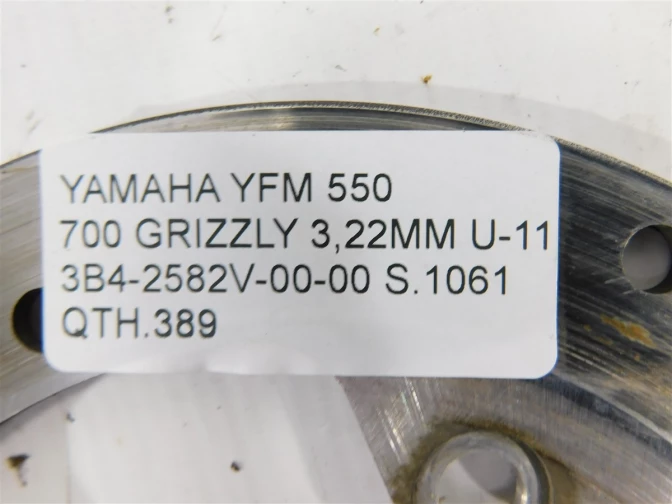 YAMAHA YFM 550
700 GRIZZLY 3,22MM U-11
3B4-2582V-00-00 S.1061
QTH.389